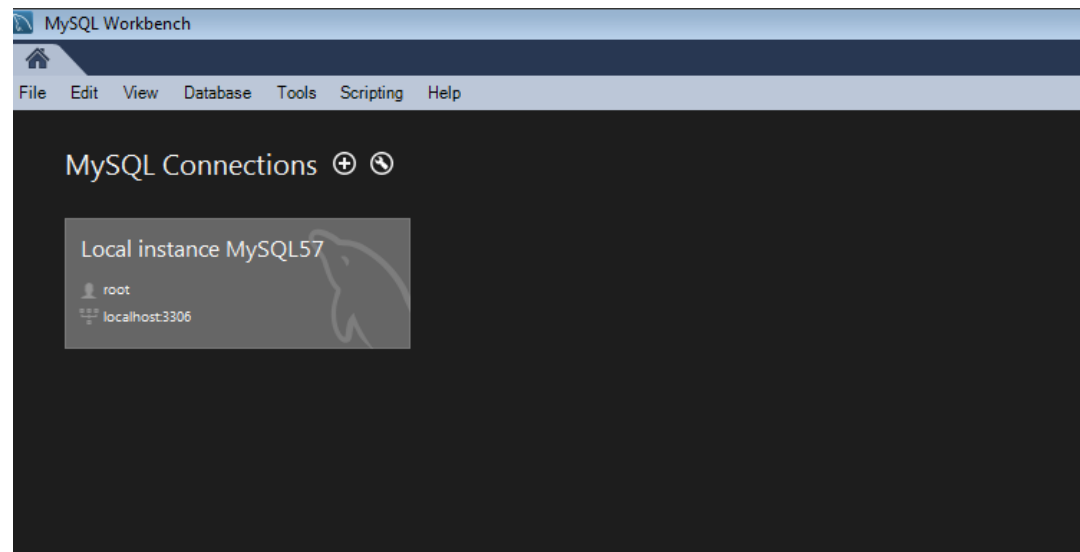 MySQL Workbench
File Edit View Database Tools Scripting Help
MySQL Connections
Local instance MySQL57
root
localhost:3306